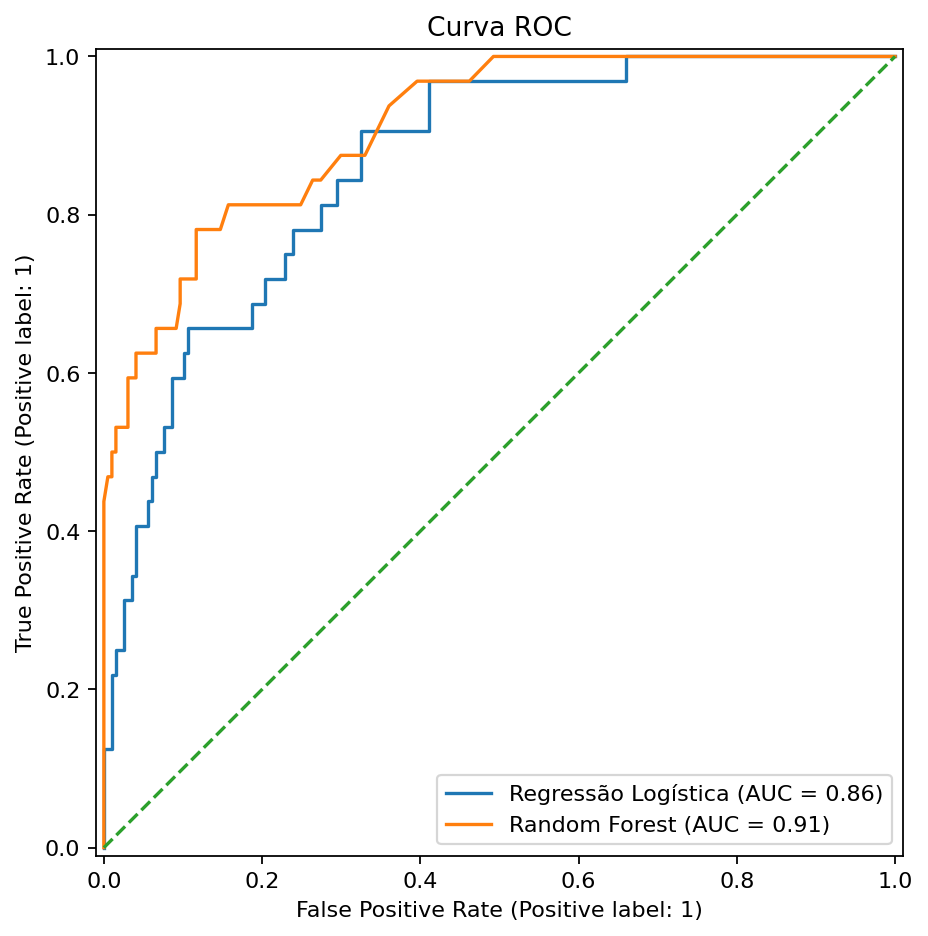 Curva ROC
1.0
0.8
0.6
0.4
0.2
0.0
True Positive Rate (Positive label: 1)
Regressão Logística (AUC = 0.86)
Random Forest (AUC = 0.91)
0.0 0.2 0.4 0.6 0.8 1.0
False Positive Rate (Positive label: 1)